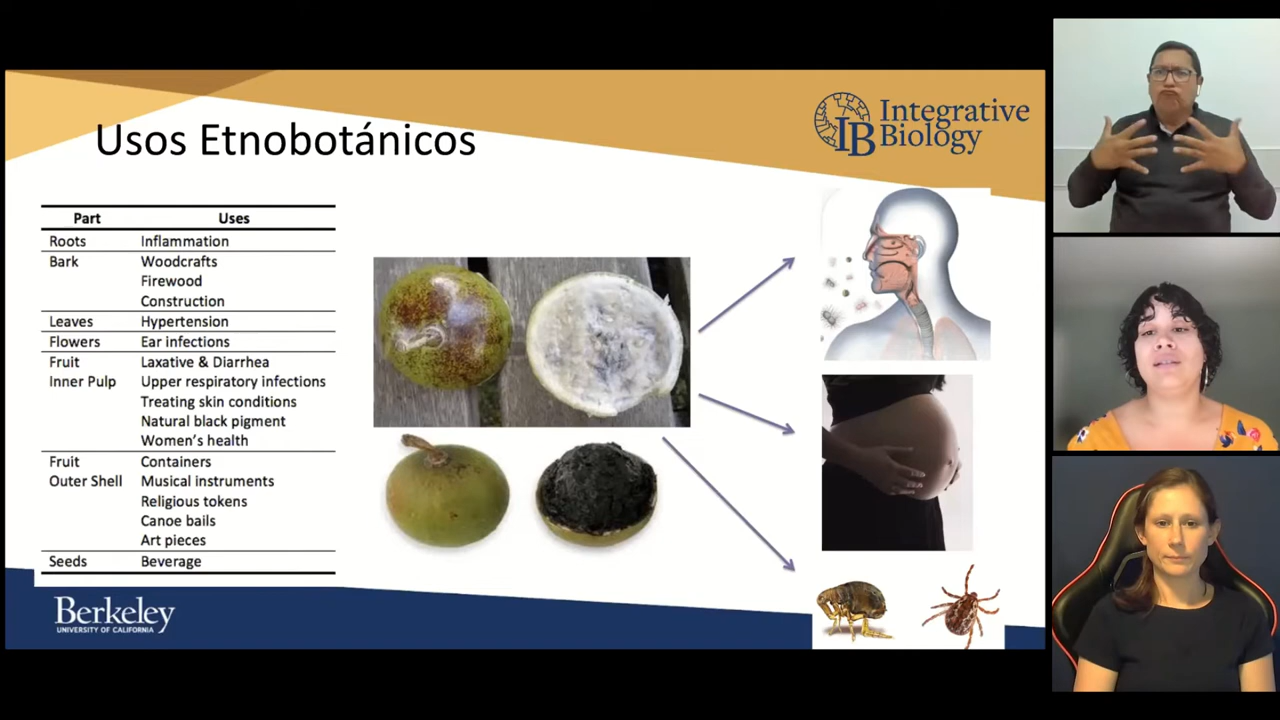 Usos Etnobotánicos
Integrative
Biology
IB
Part Uses
Roots Inflammation
Bark Woodcrafts
Firewood
Construction
Leaves Hypertension
Flowers Ear infections
Fruit Laxative & Diarrhea
Inner Pulp Upper respiratory infections
Treating skin conditions
Natural black pigment
Women's health
Fruit Containers
Outer Shell Musical instruments
Religious tokens
Canoe bails
Art pieces
Seeds Beverage
Berkeley
UNIVERSITY OF CALIFORNIA